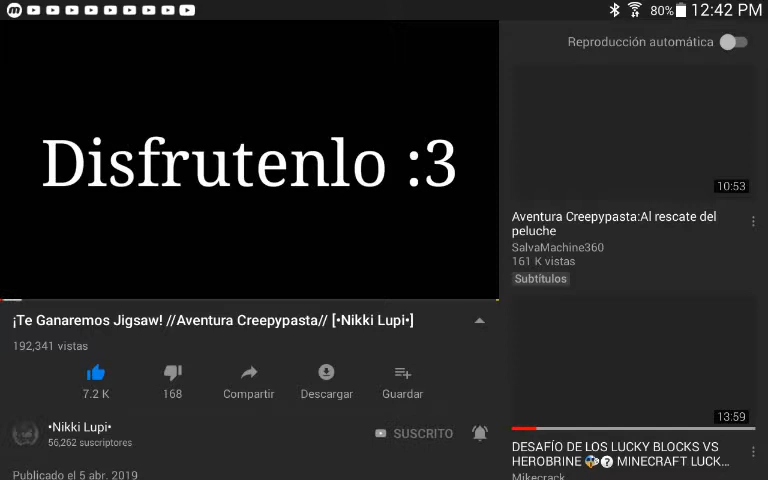 80% 12:42 PM
Disfrutenlo :3
¡Te Ganaremos Jigsaw! //Aventura Creepypasta// [•Nikki Lupi•]
192,341 vistas
7.2 K
168
Compartir
Descargar
Guardar
•Nikki Lupi•
56,262 suscriptores
SUSCRITO
Publicado el 5 abr. 2019
Reproducción automática
10:53
Aventura Creepypasta:Al rescate del
peluche
SalvaMachine360
161 K vistas
Subtítulos
13:59
DESAFÍO DE LOS LUCKY BLOCKS VS
HEROBRINE 
MINECRAFT LUCK...
Mikecrack